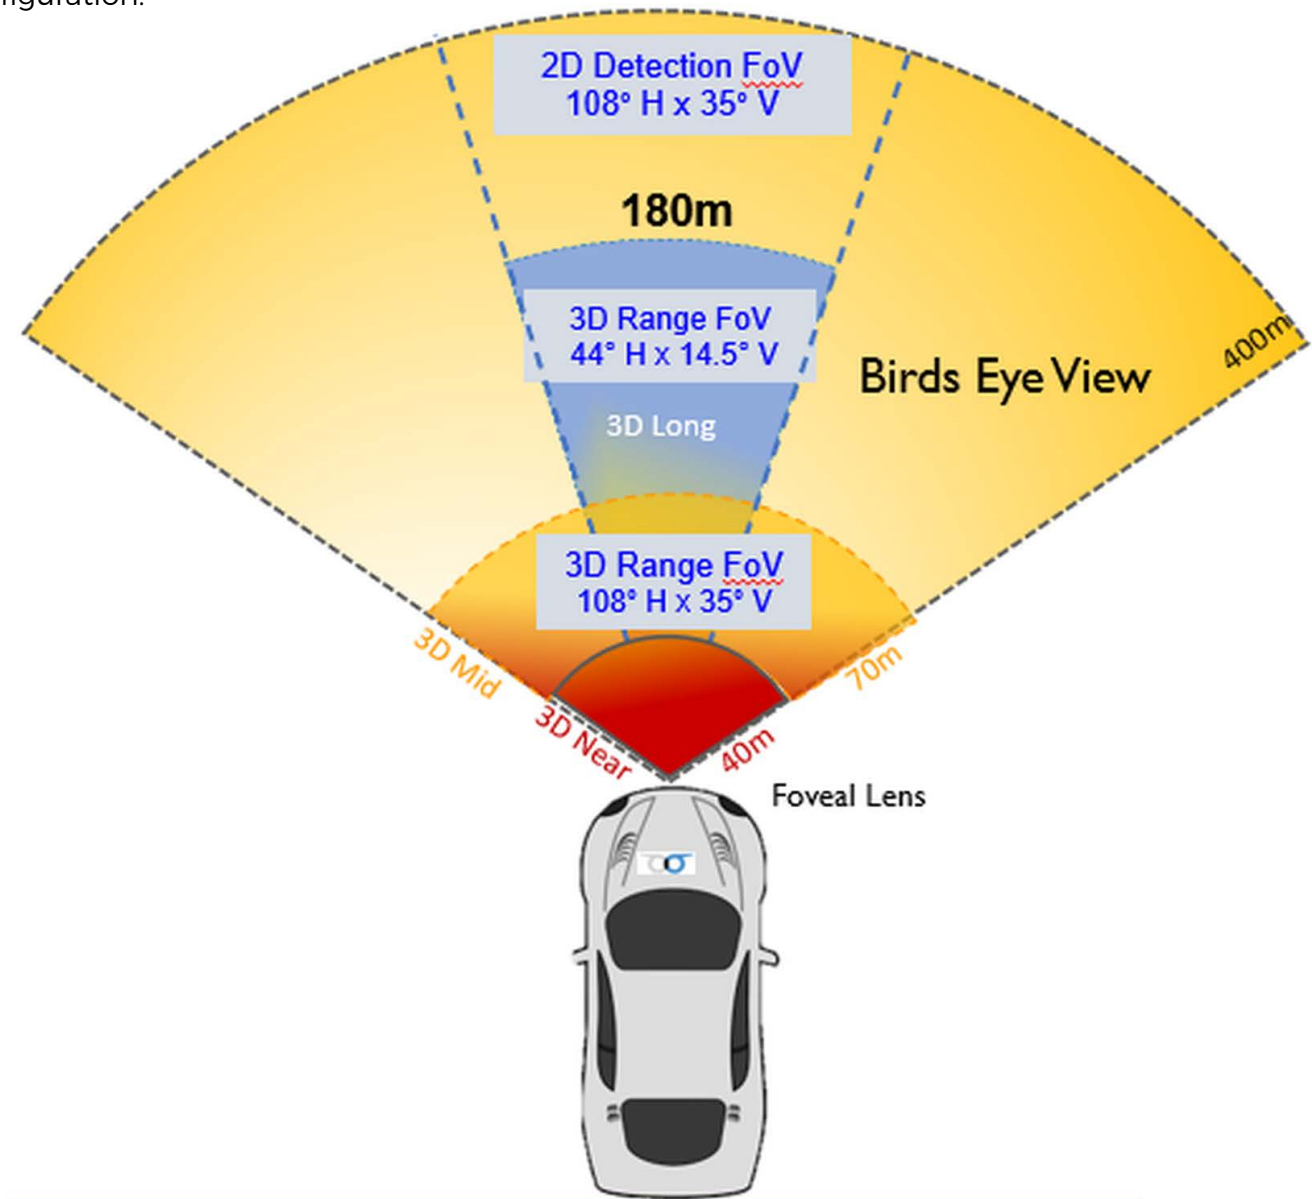 figuration.
2D Detection FoV
108° H x 35° V
180m
3D Range FoV
44° H x 14.5° V
400m
Birds Eye View
3D Long
3D Range FoV
108° H x 35° V
3D Mid
70m
3D Near
40m
Foveal Lens